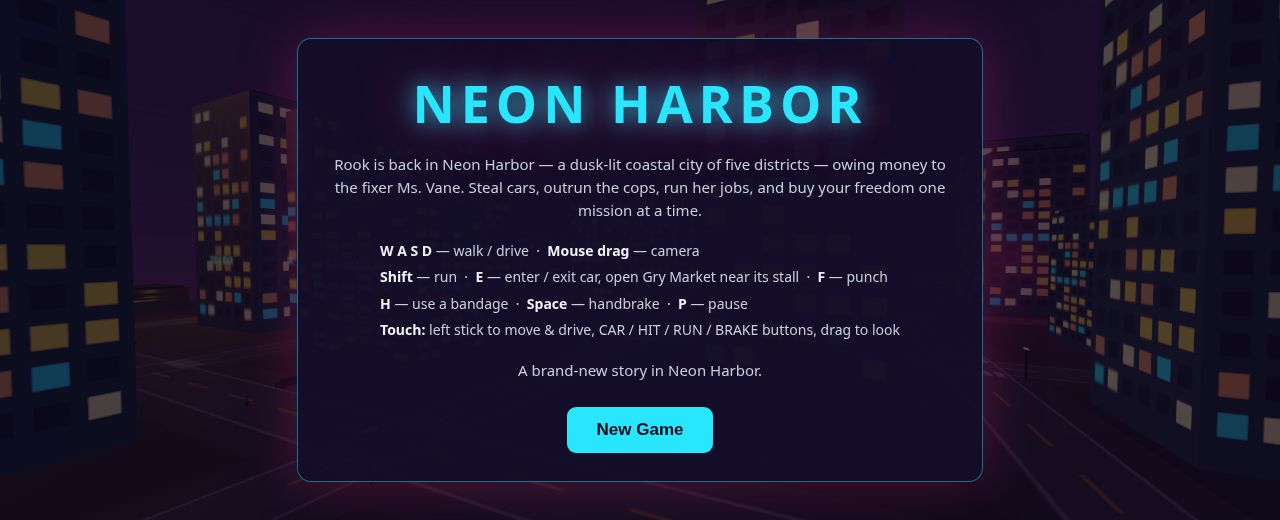 NEON HARBOR
Rook is back in Neon Harbor — a dusk-lit coastal city of five districts — owing money to
the fixer Ms. Vane. Steal cars, outrun the cops, run her jobs, and buy your freedom one
mission at a time.
W A S D — walk / drive · Mouse drag — camera
Shift — run · E — enter / exit car, open Gry Market near its stall · F — punch
H — use a bandage · Space — handbrake · P — pause
Touch: left stick to move & drive, CAR / HIT / RUN / BRAKE buttons, drag to look
A brand-new story in Neon Harbor.
New Game